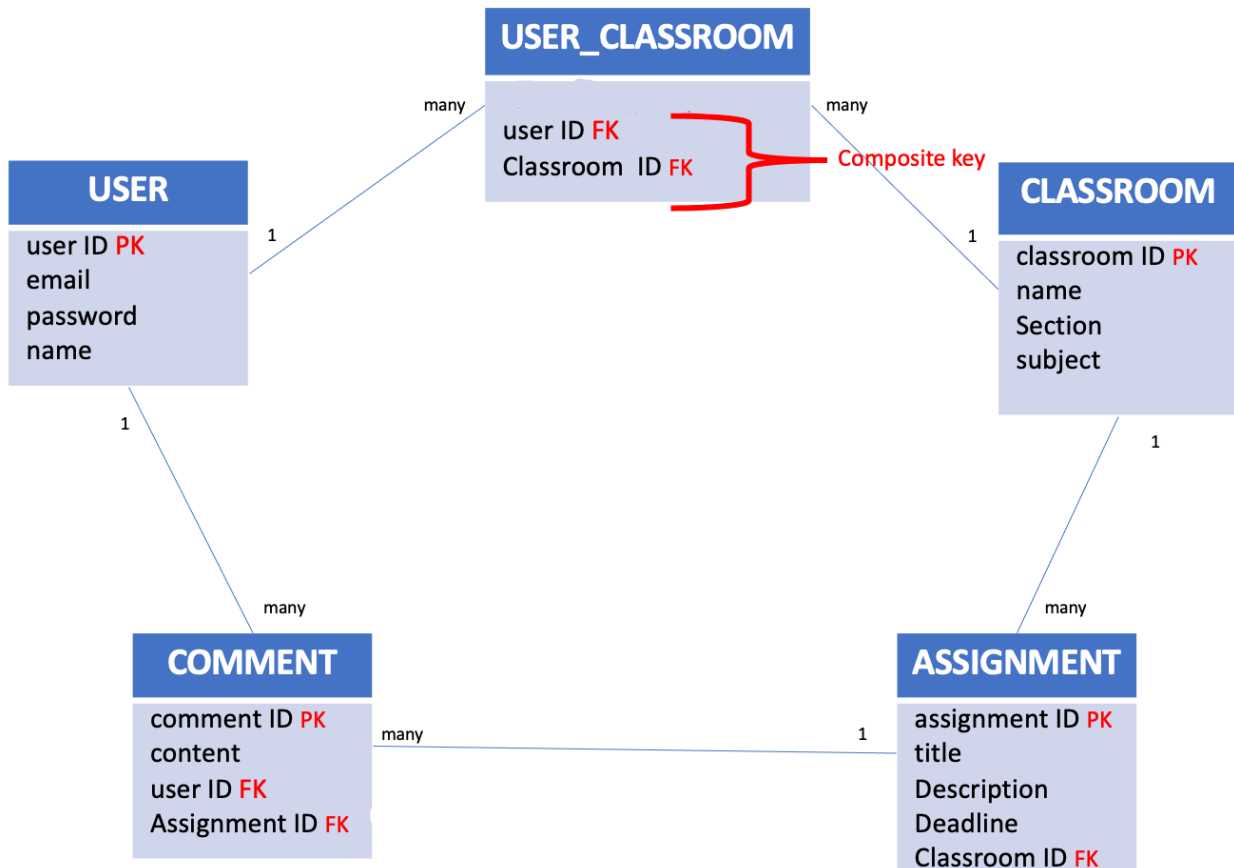 USER_CLASSROOM
many
many
user ID FK
Classroom  ID FK
Composite key
USER
user ID PK
email
password
name
1
1
CLASSROOM
classroom ID PK
name
Section
subject
1
1
many
many
COMMENT
comment ID PK
content
user ID FK
Assignment ID FK
many
1
ASSIGNMENT
assignment ID PK
title
Description
Deadline
Classroom ID FK